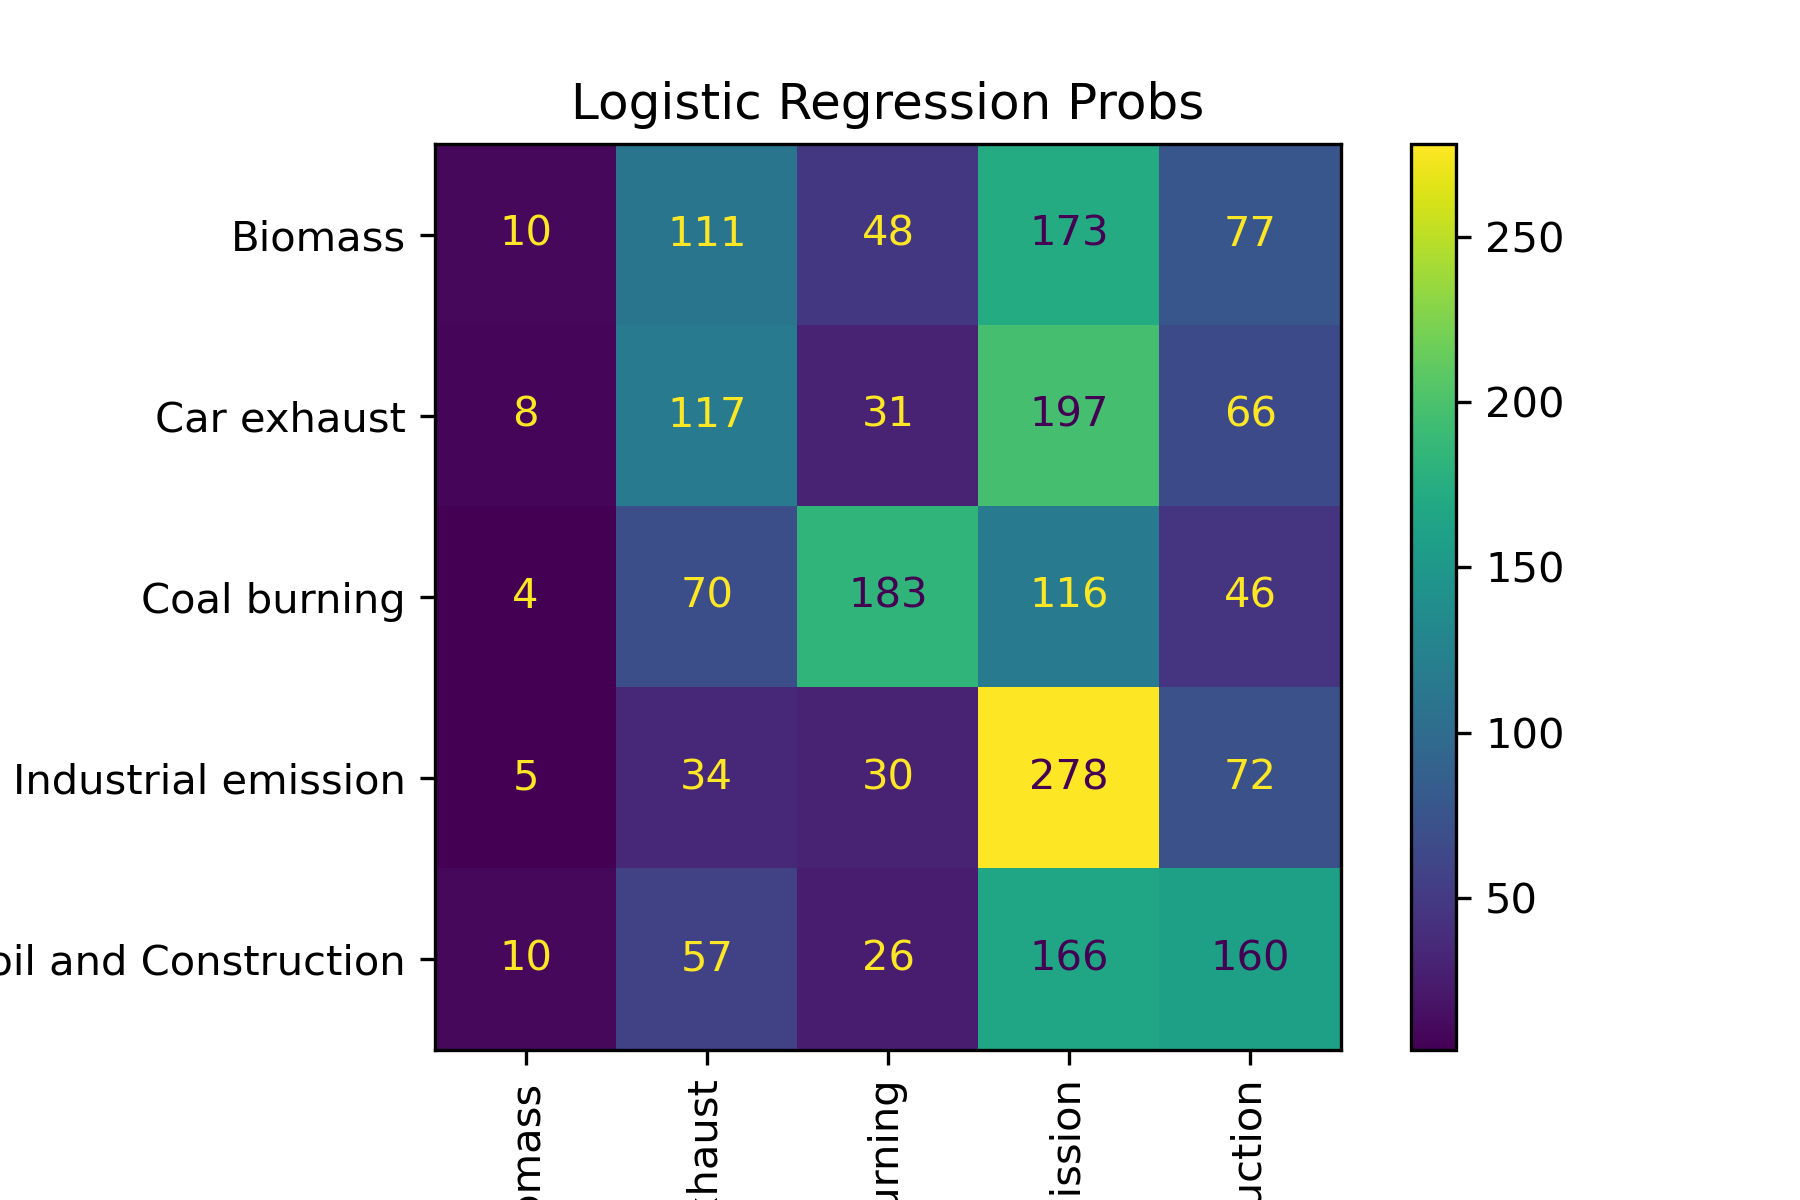 Logistic Regression Probs
Biomass 10 111 48 173 77
Car exhaust 8 117 31 197 66
Coal burning 4 70 183 116 46
Industrial emission 5 34 30 278 72
oil and Construction 10 57 26 166 160
omass
khaust
urning
ission
uction
250
200
150
100
50